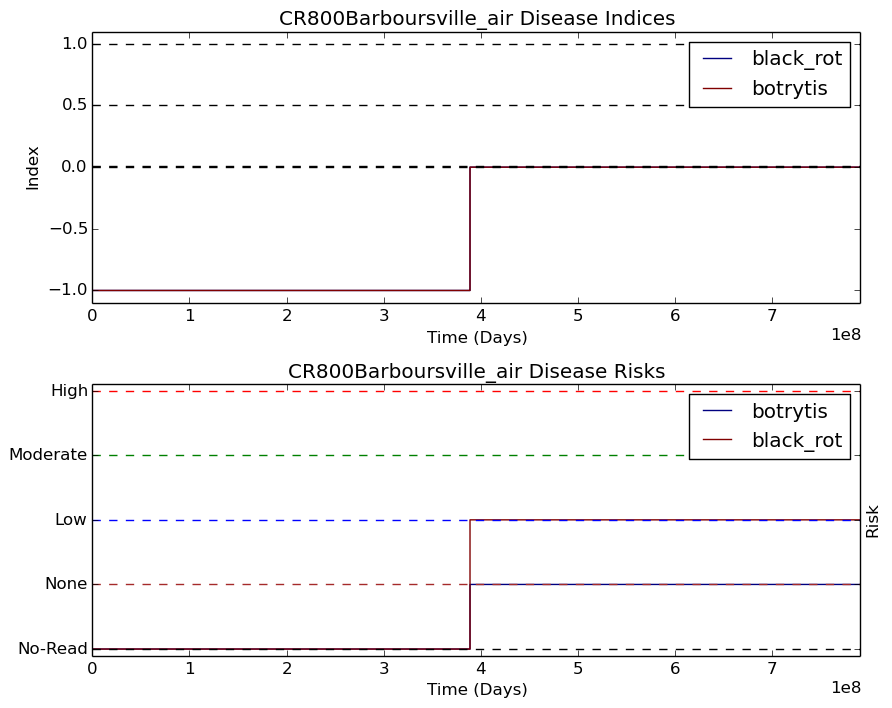 CR800Barboursville_air Disease Indices
1.0
0.5
0.0
−0.5
−1.0
Index
black_rot
botrytis
0 1 2 3 4 5 6 7
1e8
Time (Days)
CR800Barboursville_air Disease Risks
High
Moderate
Low
None
No-Read
botrytis
black_rot
Risk
0 1 2 3 4 5 6 7
1e8
Time (Days)